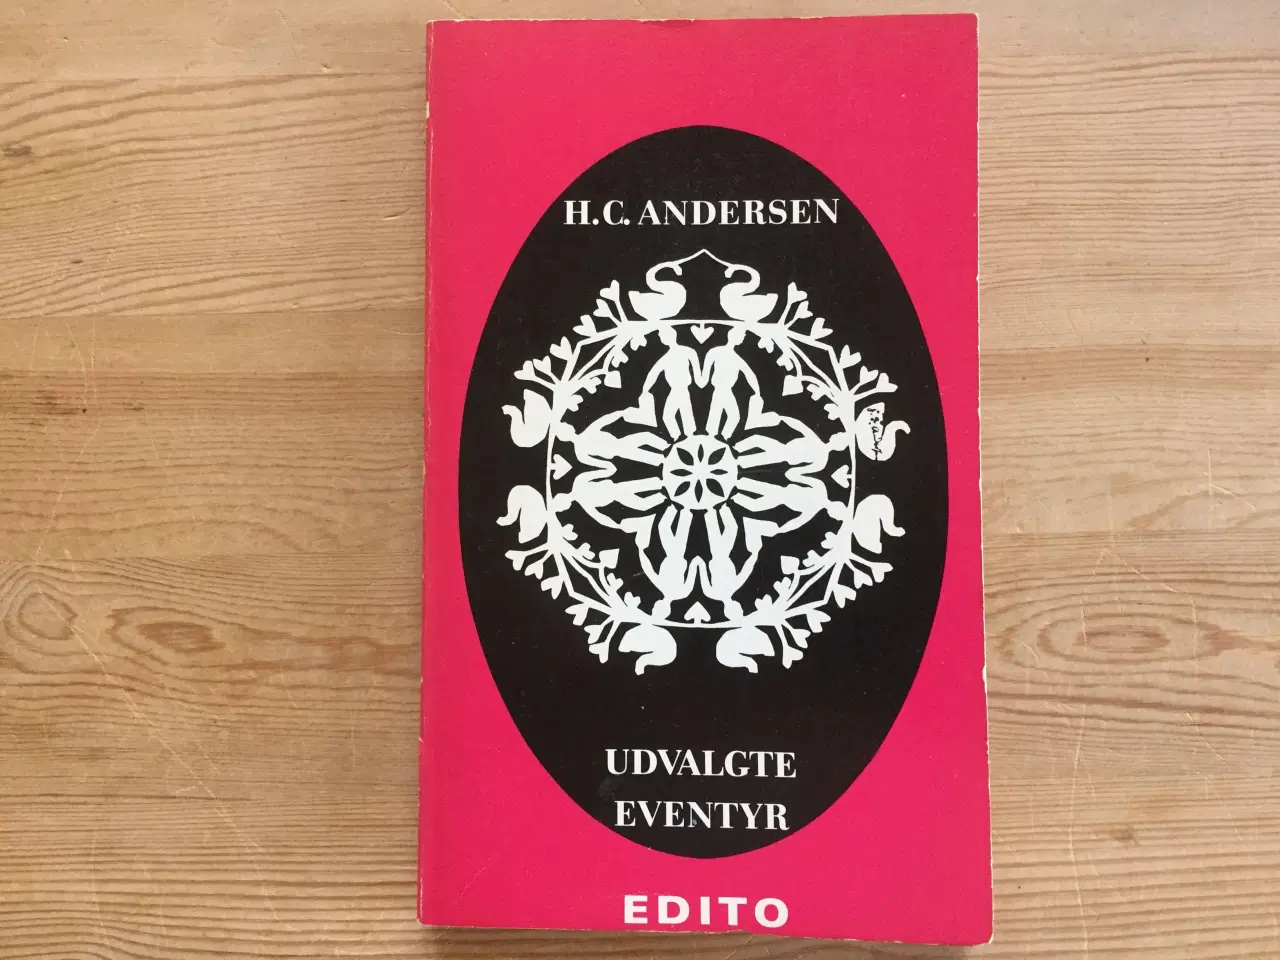 H.C. ANDERSEN
UDVALGTE
EVENTYR
EDITO